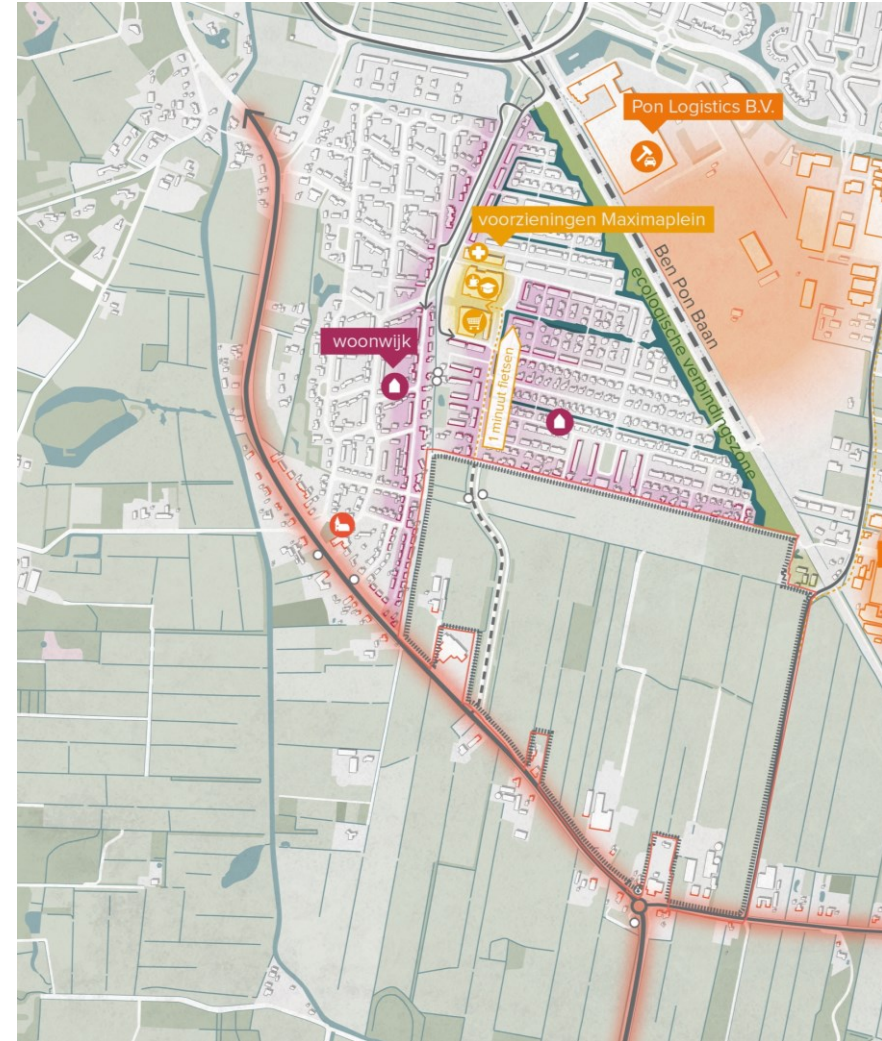 Pon Logistics B.V.
voorzieningen Maximaplein
Ben Pon Baan
ecologische verbindingszone
woonwijk
1 minuut fietsen